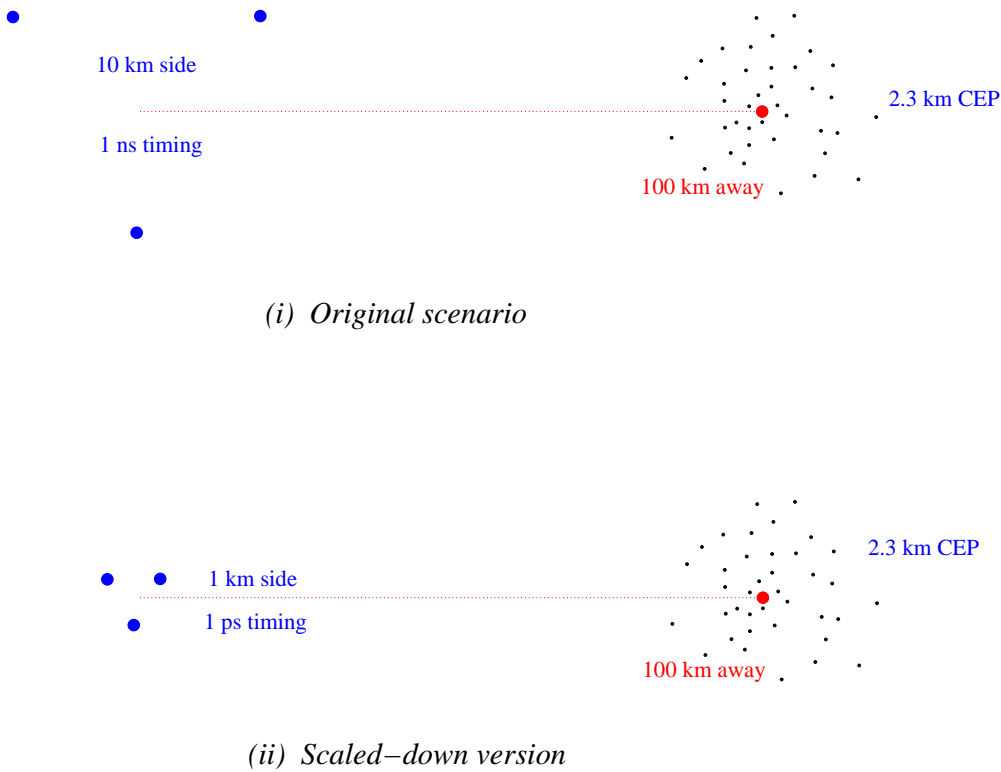 10 km side
2.3 km CEP
1 ns timing
100 km away
(i) Original scenario
2.3 km CEP
1 km side
1 ps timing
100 km away
(ii) Scaled−down version